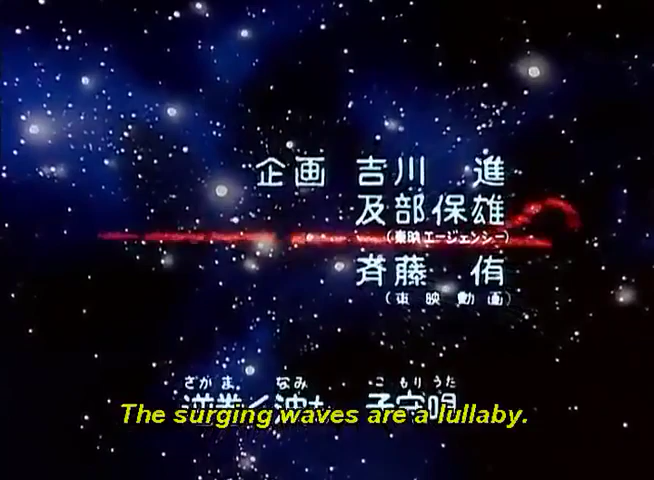 企画 吉川 進
及部保雄
(東映エージェンシー)
斉藤 侑
(東映動画)
さか ま なみ こ もり うた
逆巻く波も 子守唄
The surging waves are a lullaby.